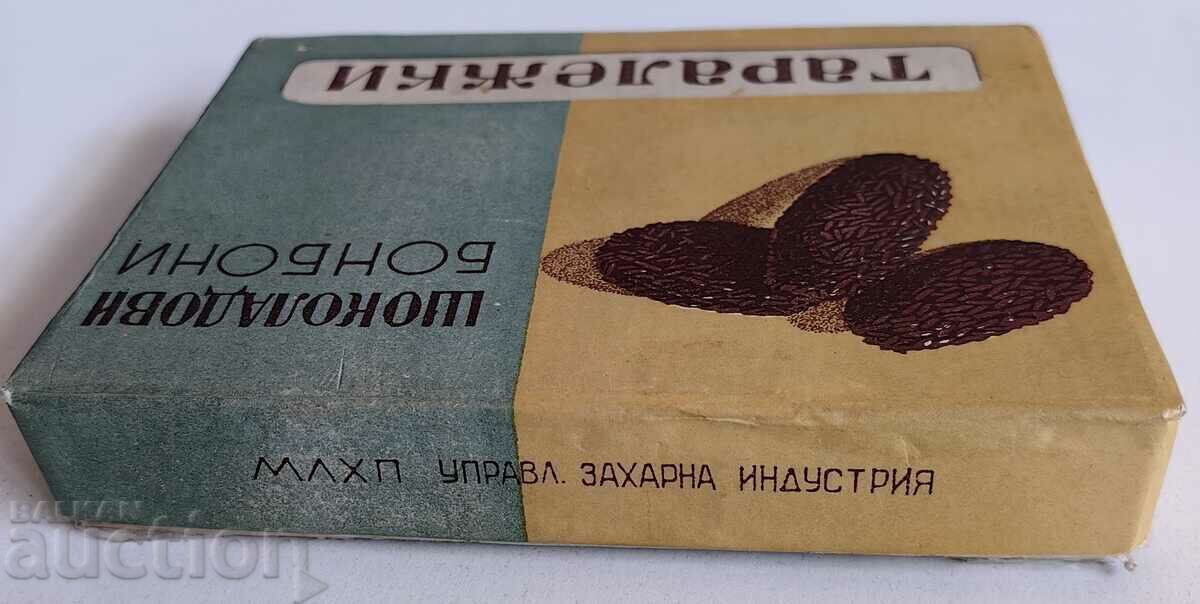 таралежки
ШОКОЛАДОВИ
БОНБОНИ
МЛХП УПРАВЛ. ЗАХАРНА ИНДУСТРИЯ
BALKAN
auction